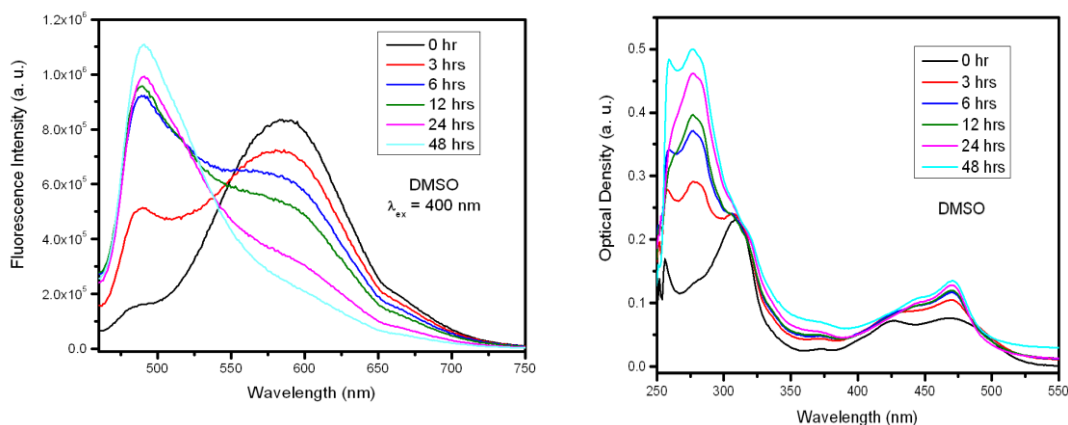 Fluorescence Intensity (a. u.)
1.2x10⁶
1.0x10⁶
8.0x10⁵
6.0x10⁵
4.0x10⁵
2.0x10⁵
0.0
0 hr
3 hrs
6 hrs
12 hrs
24 hrs
48 hrs
DMSO
λex = 400 nm
500 550 600 650 700 750
Wavelength (nm)
Optical Density (a. u.)
0.5
0.4
0.3
0.2
0.1
0.0
0 hr
3 hrs
6 hrs
12 hrs
24 hrs
48 hrs
DMSO
250 300 350 400 450 500 550
Wavelength (nm)